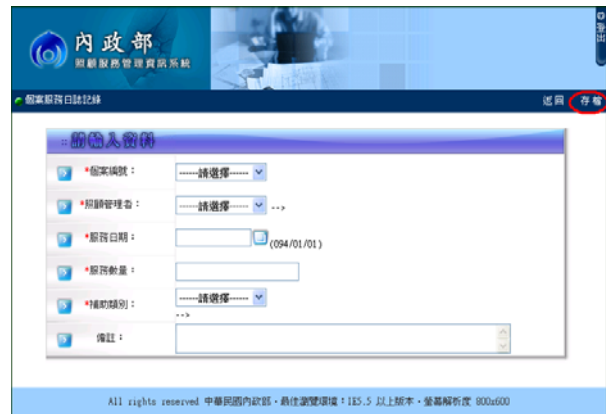 登出
內政部
照顧服務管理資訊系統
個案服務日誌記錄
返回 存檔
::請輸入資料
*個案編號：
------請選擇------
*照顧管理者：
------請選擇------ -->
*服務日期：
(094/01/01)
*服務數量：
*補助類別：
------請選擇------
-->
備註：
All rights reserved 中華民國內政部‧最佳瀏覽環境：IE5.5 以上版本‧螢幕解析度 800x600